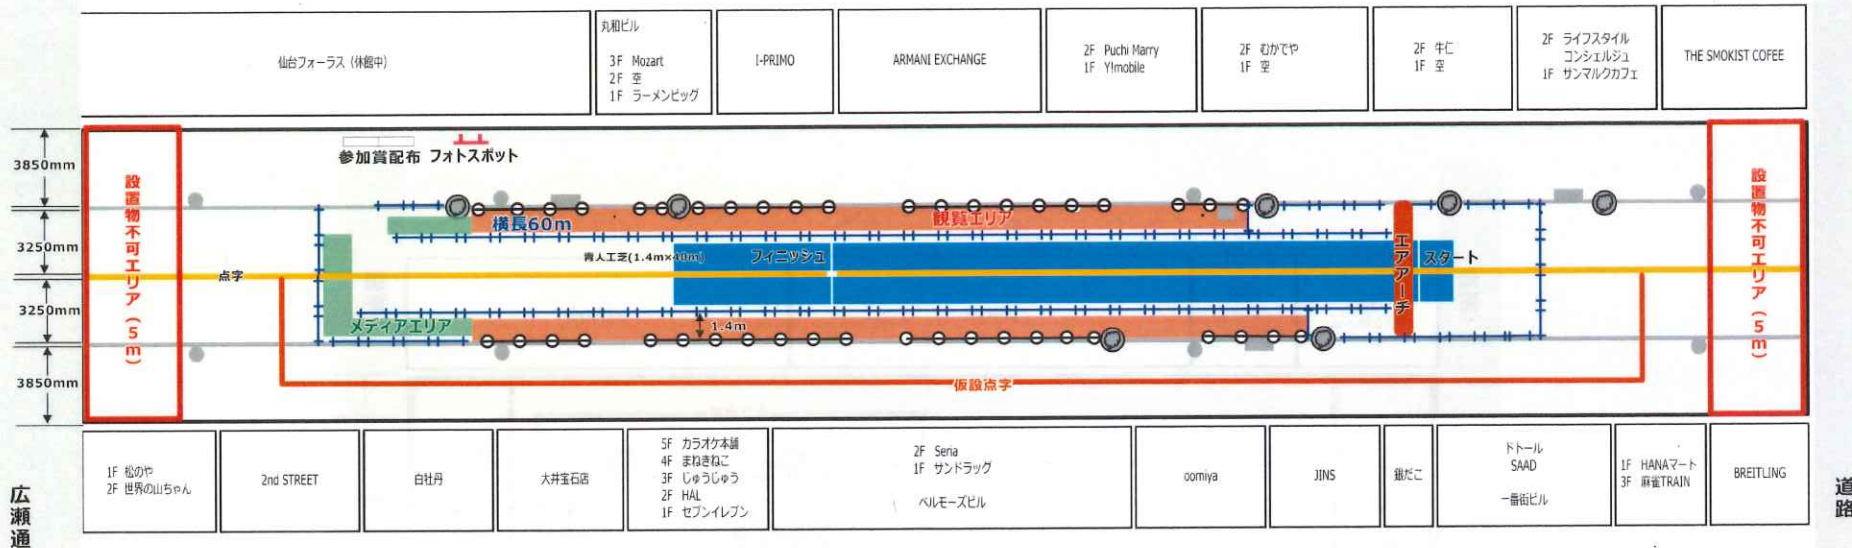 仙台フォーラス（休館中）
丸和ビル
3F Mozart
2F 空
1F ラーメンビッグ
I-PRIMO
ARMANI EXCHANGE
2F Puchi Marry
1F Y!mobile
2F むかでや
1F 空
2F 牛仁
1F 空
2F ライフスタイル
コンシェルジュ
1F サンマルクカフェ
THE SMOKIST COFEE
3850mm
3250mm
3250mm
3850mm
設置物不可エリア（5m）
参加賞配布
フォトスポット
横長60m
観覧エリア
青人工芝(1.4m×40m)
フィニッシュ
エアアーチ
スタート
点字
メディアエリア
1.4m
仮設点字
設置物不可エリア（5m）
1F 松のや
2F 世界の山ちゃん
2nd STREET
白牡丹
大井宝石店
5F カラオケ本舗
4F まねきねこ
3F じゅうじゅう
2F HAL
1F セブンイレブン
2F Seria
1F サンドラッグ
ベルモーズビル
oomiya
JINS
銀だこ
ドトール
SAAD
一番街ビル
1F HANAマート
3F 麻雀TRAIN
BREITLING
広瀬通
道路